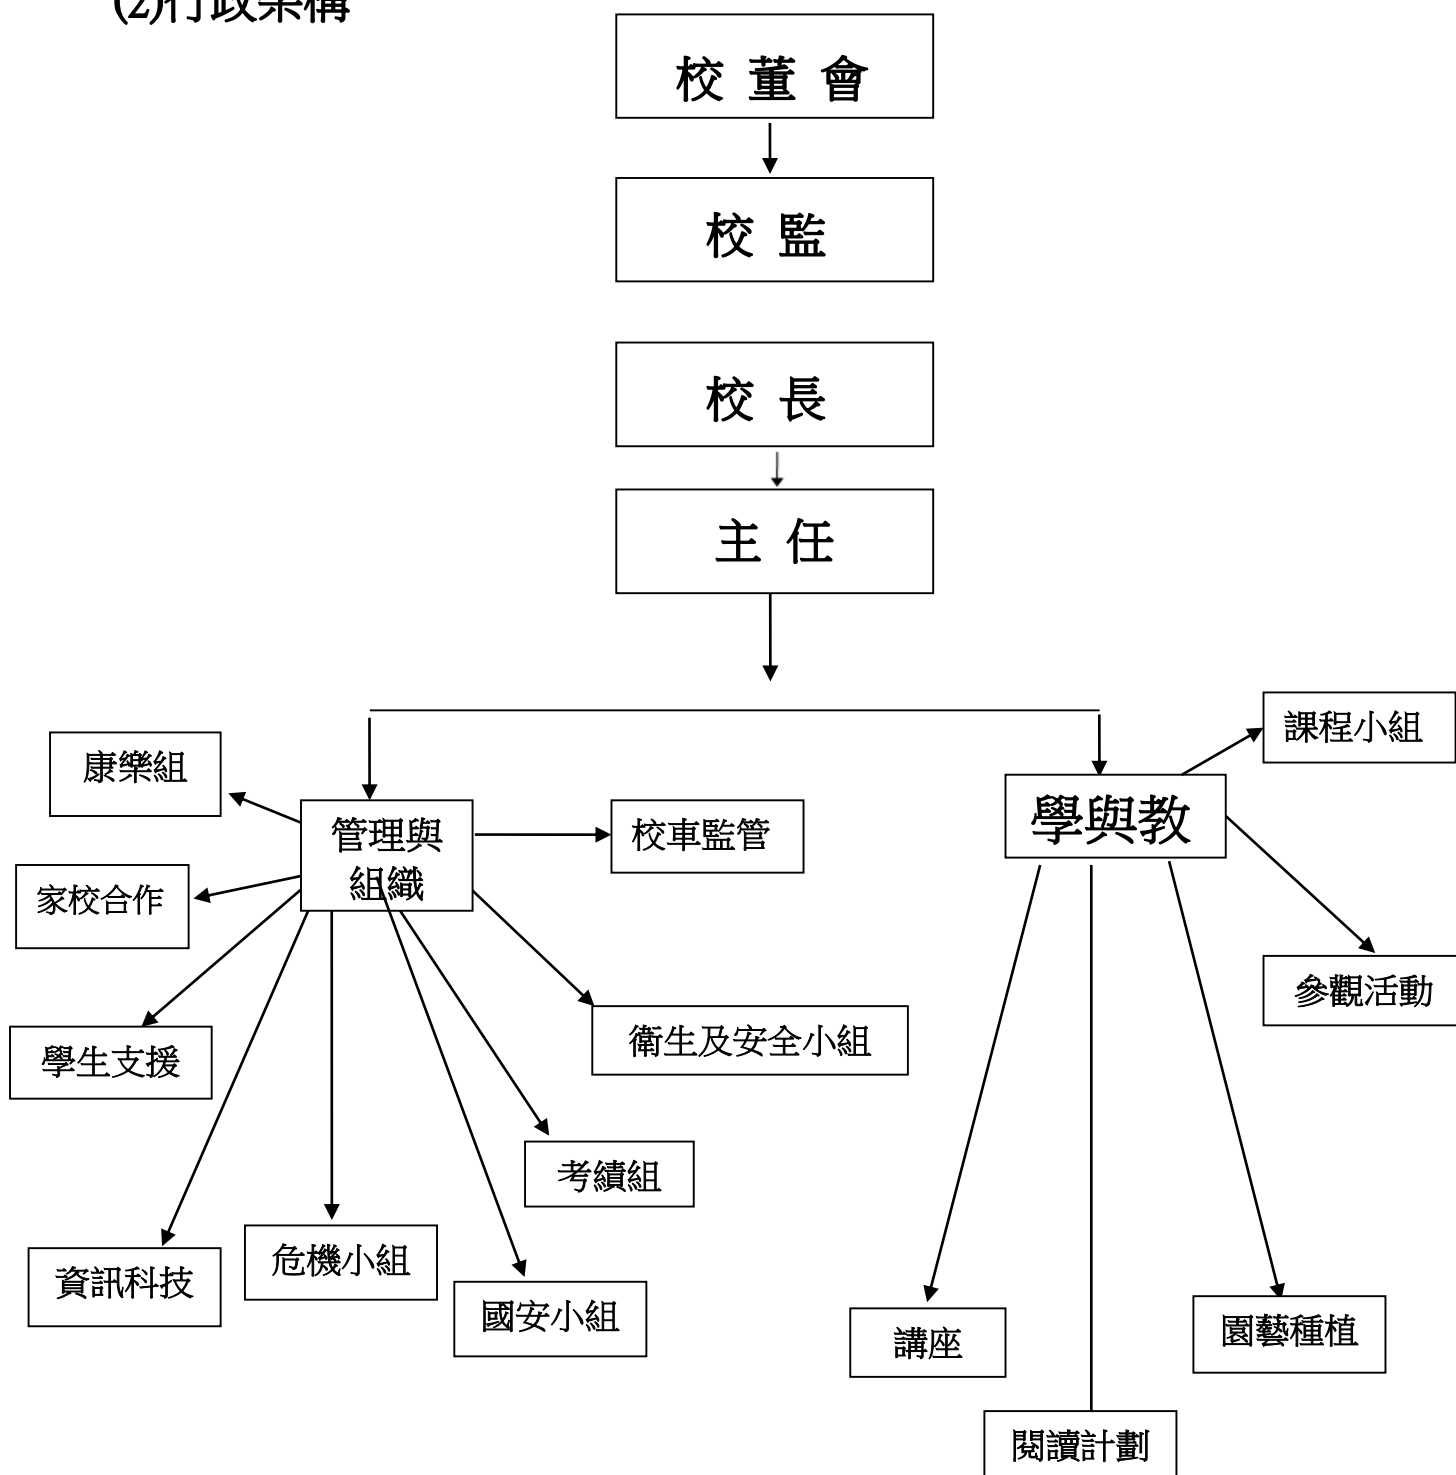 (2)行政架構
校 董 會
校 監
校 長
主 任
課程小組
康樂組
管理與
組織
校車監管
學與教
家校合作
參觀活動
學生支援
衛生及安全小組
考績組
資訊科技
危機小組
國安小組
講座
園藝種植
閱讀計劃